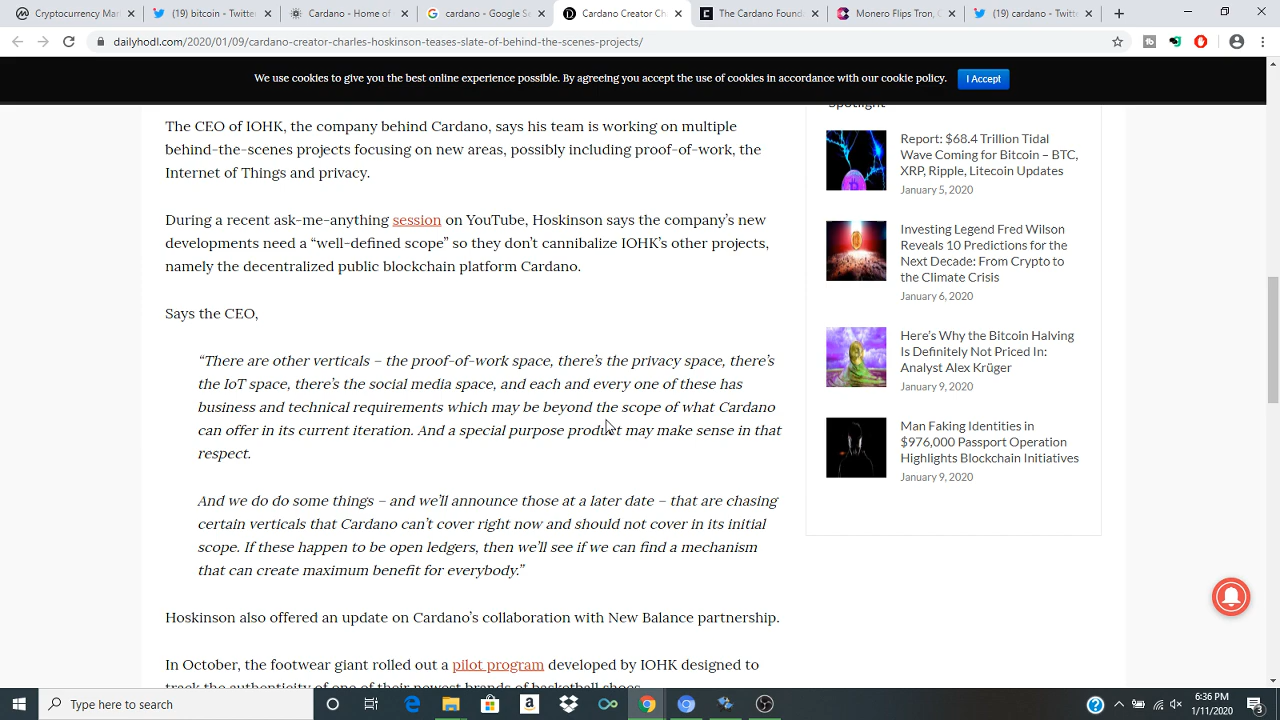 Cryptocurrency Mar
(19) bitcoin - Twitte
Cardano - Home of
cardano - Google S
Cardano Creator Ch
The Cardano Found
Monero Flips Tron, C
(19) cardano - Twitt
dailyhodl.com/2020/01/09/cardano-creator-charles-hoskinson-teases-slate-of-behind-the-scenes-projects/
We use cookies to give you the best online experience possible. By agreeing you accept the use of cookies in accordance with our cookie policy.
I Accept
The CEO of IOHK, the company behind Cardano, says his team is working on multiple
behind-the-scenes projects focusing on new areas, possibly including proof-of-work, the
Internet of Things and privacy.
During a recent ask-me-anything session on YouTube, Hoskinson says the company's new
developments need a “well-defined scope” so they don't cannibalize IOHK's other projects,
namely the decentralized public blockchain platform Cardano.
Says the CEO,
“There are other verticals – the proof-of-work space, there's the privacy space, there's
the IoT space, there's the social media space, and each and every one of these has
business and technical requirements which may be beyond the scope of what Cardano
can offer in its current iteration. And a special purpose product may make sense in that
respect.
And we do do some things – and we'll announce those at a later date – that are chasing
certain verticals that Cardano can't cover right now and should not cover in its initial
scope. If these happen to be open ledgers, then we'll see if we can find a mechanism
that can create maximum benefit for everybody.”
Hoskinson also offered an update on Cardano's collaboration with New Balance partnership.
In October, the footwear giant rolled out a pilot program developed by IOHK designed to
track the authenticity of one of their newest brands of basketball shoes.
Spotlight
Report: $68.4 Trillion Tidal
Wave Coming for Bitcoin – BTC,
XRP, Ripple, Litecoin Updates
January 5, 2020
Investing Legend Fred Wilson
Reveals 10 Predictions for the
Next Decade: From Crypto to
the Climate Crisis
January 6, 2020
Here's Why the Bitcoin Halving
Is Definitely Not Priced In:
Analyst Alex Krüger
January 9, 2020
Man Faking Identities in
$976,000 Passport Operation
Highlights Blockchain Initiatives
January 9, 2020
Type here to search
6:36 PM
1/11/2020
3